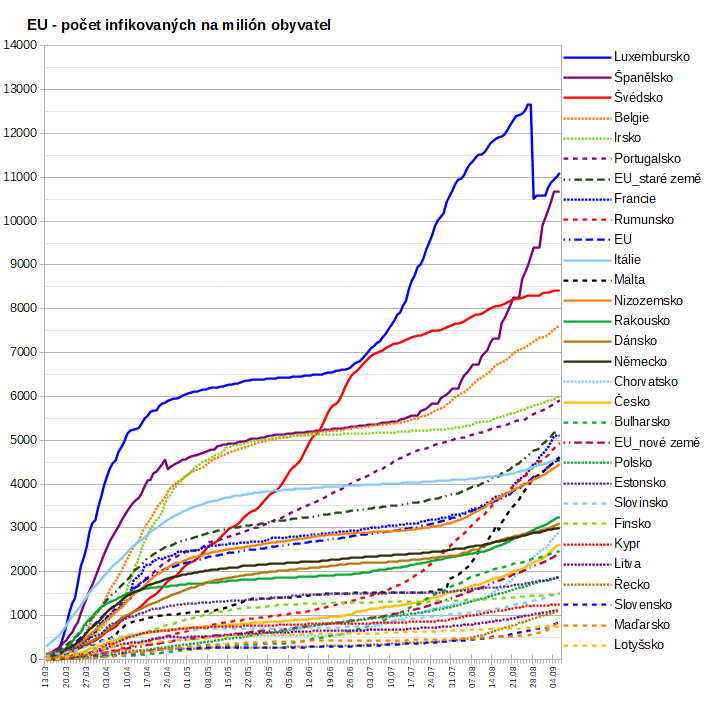 EU - počet infikovaných na milión obyvatel
14000
13000
12000
11000
10000
9000
8000
7000
6000
5000
4000
3000
2000
1000
0
Luxembursko
Španělsko
Švédsko
Belgie
Irsko
Portugalsko
EU_staré země
Francie
Rumunsko
EU
Itálie
Malta
Nizozemsko
Rakousko
Dánsko
Německo
Chorvatsko
Česko
Bulharsko
EU_nové země
Polsko
Estonsko
Slovinsko
Finsko
Kypr
Litva
Řecko
Slovensko
Maďarsko
Lotyšsko
13.03
20.03
27.03
03.04
10.04
17.04
24.04
01.05
08.05
15.05
22.05
29.05
05.06
12.06
19.06
26.06
03.07
10.07
17.07
24.07
31.07
07.08
14.08
21.08
28.08
04.09